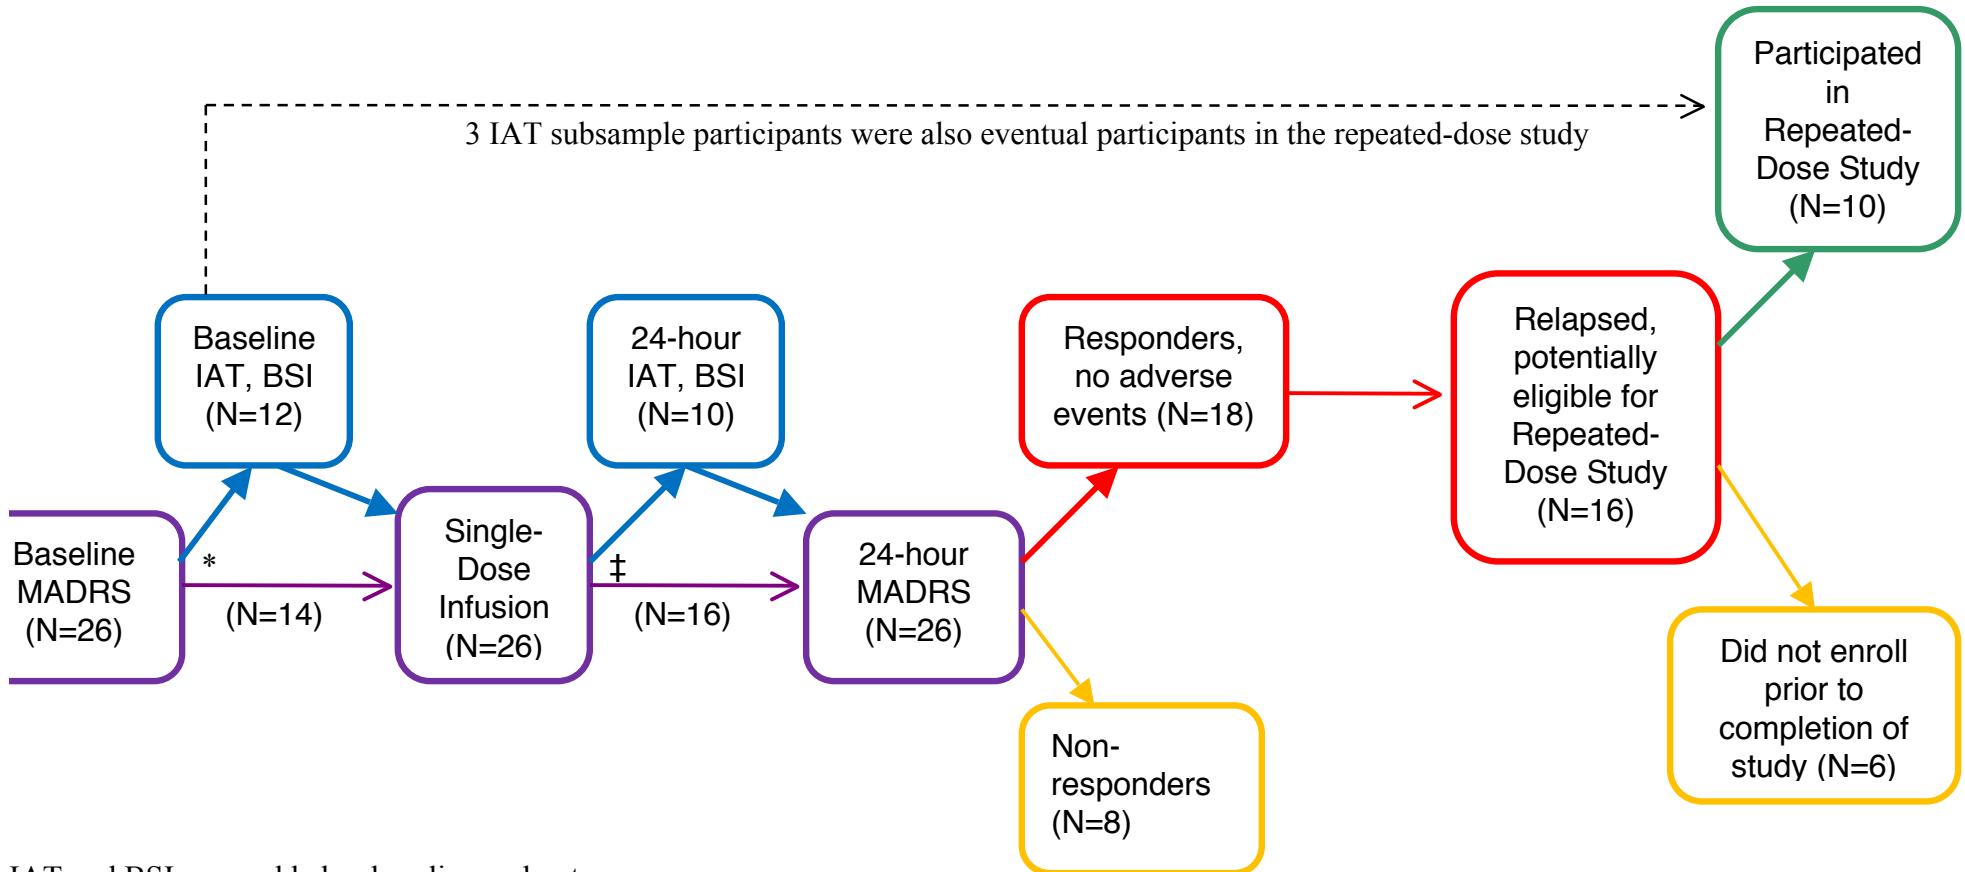 Participated
in
Repeated-
Dose Study
(N=10)
3 IAT subsample participants were also eventual participants in the repeated-dose study
Baseline
IAT, BSI
(N=12)
24-hour
IAT, BSI
(N=10)
Responders,
no adverse
events (N=18)
Relapsed,
potentially
eligible for
Repeated-
Dose Study
(N=16)
Baseline
MADRS
(N=26)
*
(N=14)
Single-
Dose
Infusion
(N=26)
‡
(N=16)
24-hour
MADRS
(N=26)
Non-
responders
(N=8)
Did not enroll
prior to
completion of
study (N=6)
IAT and BSI